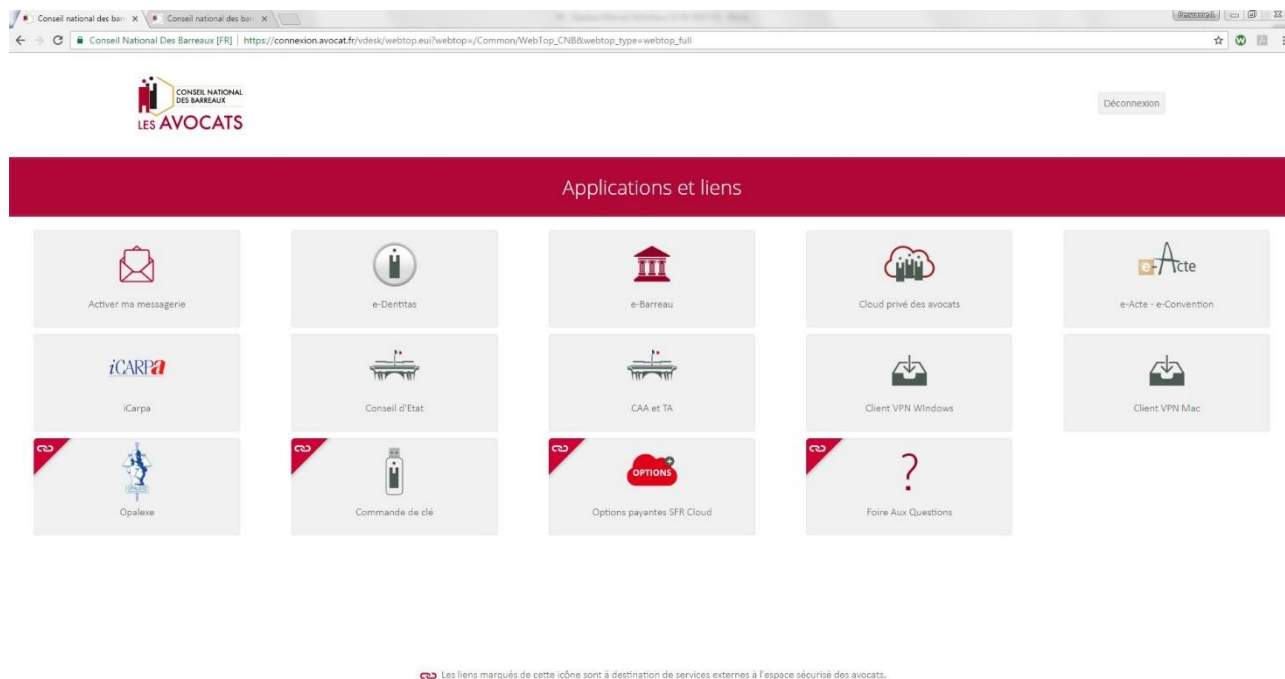 Conseil national des bar
Conseil national des bar
Conseil National Des Barreaux [FR]
https://connexion.avocat.fr/vdesk/webtop.eui?webtop=/Common/WebTop_CNB&webtop_type=webtop_full
CONSEIL NATIONAL
DES BARREAUX
LES AVOCATS
Déconnexion
Applications et liens
Activer ma messagerie
e-Dentitas
e-Barreau
Cloud privé des avocats
e-Acte
e-Acte - e-Convention
iCARPa
iCarpa
Conseil d'Etat
CAA et TA
Client VPN WIndows
Client VPN Mac
OPALEXE
Opalexe
Commande de clé
OPTIONS
Options payantes SFR Cloud
?
Foire Aux Questions
Les liens marqués de cette icône sont à destination de services externes à l'espace sécurisé des avocats.